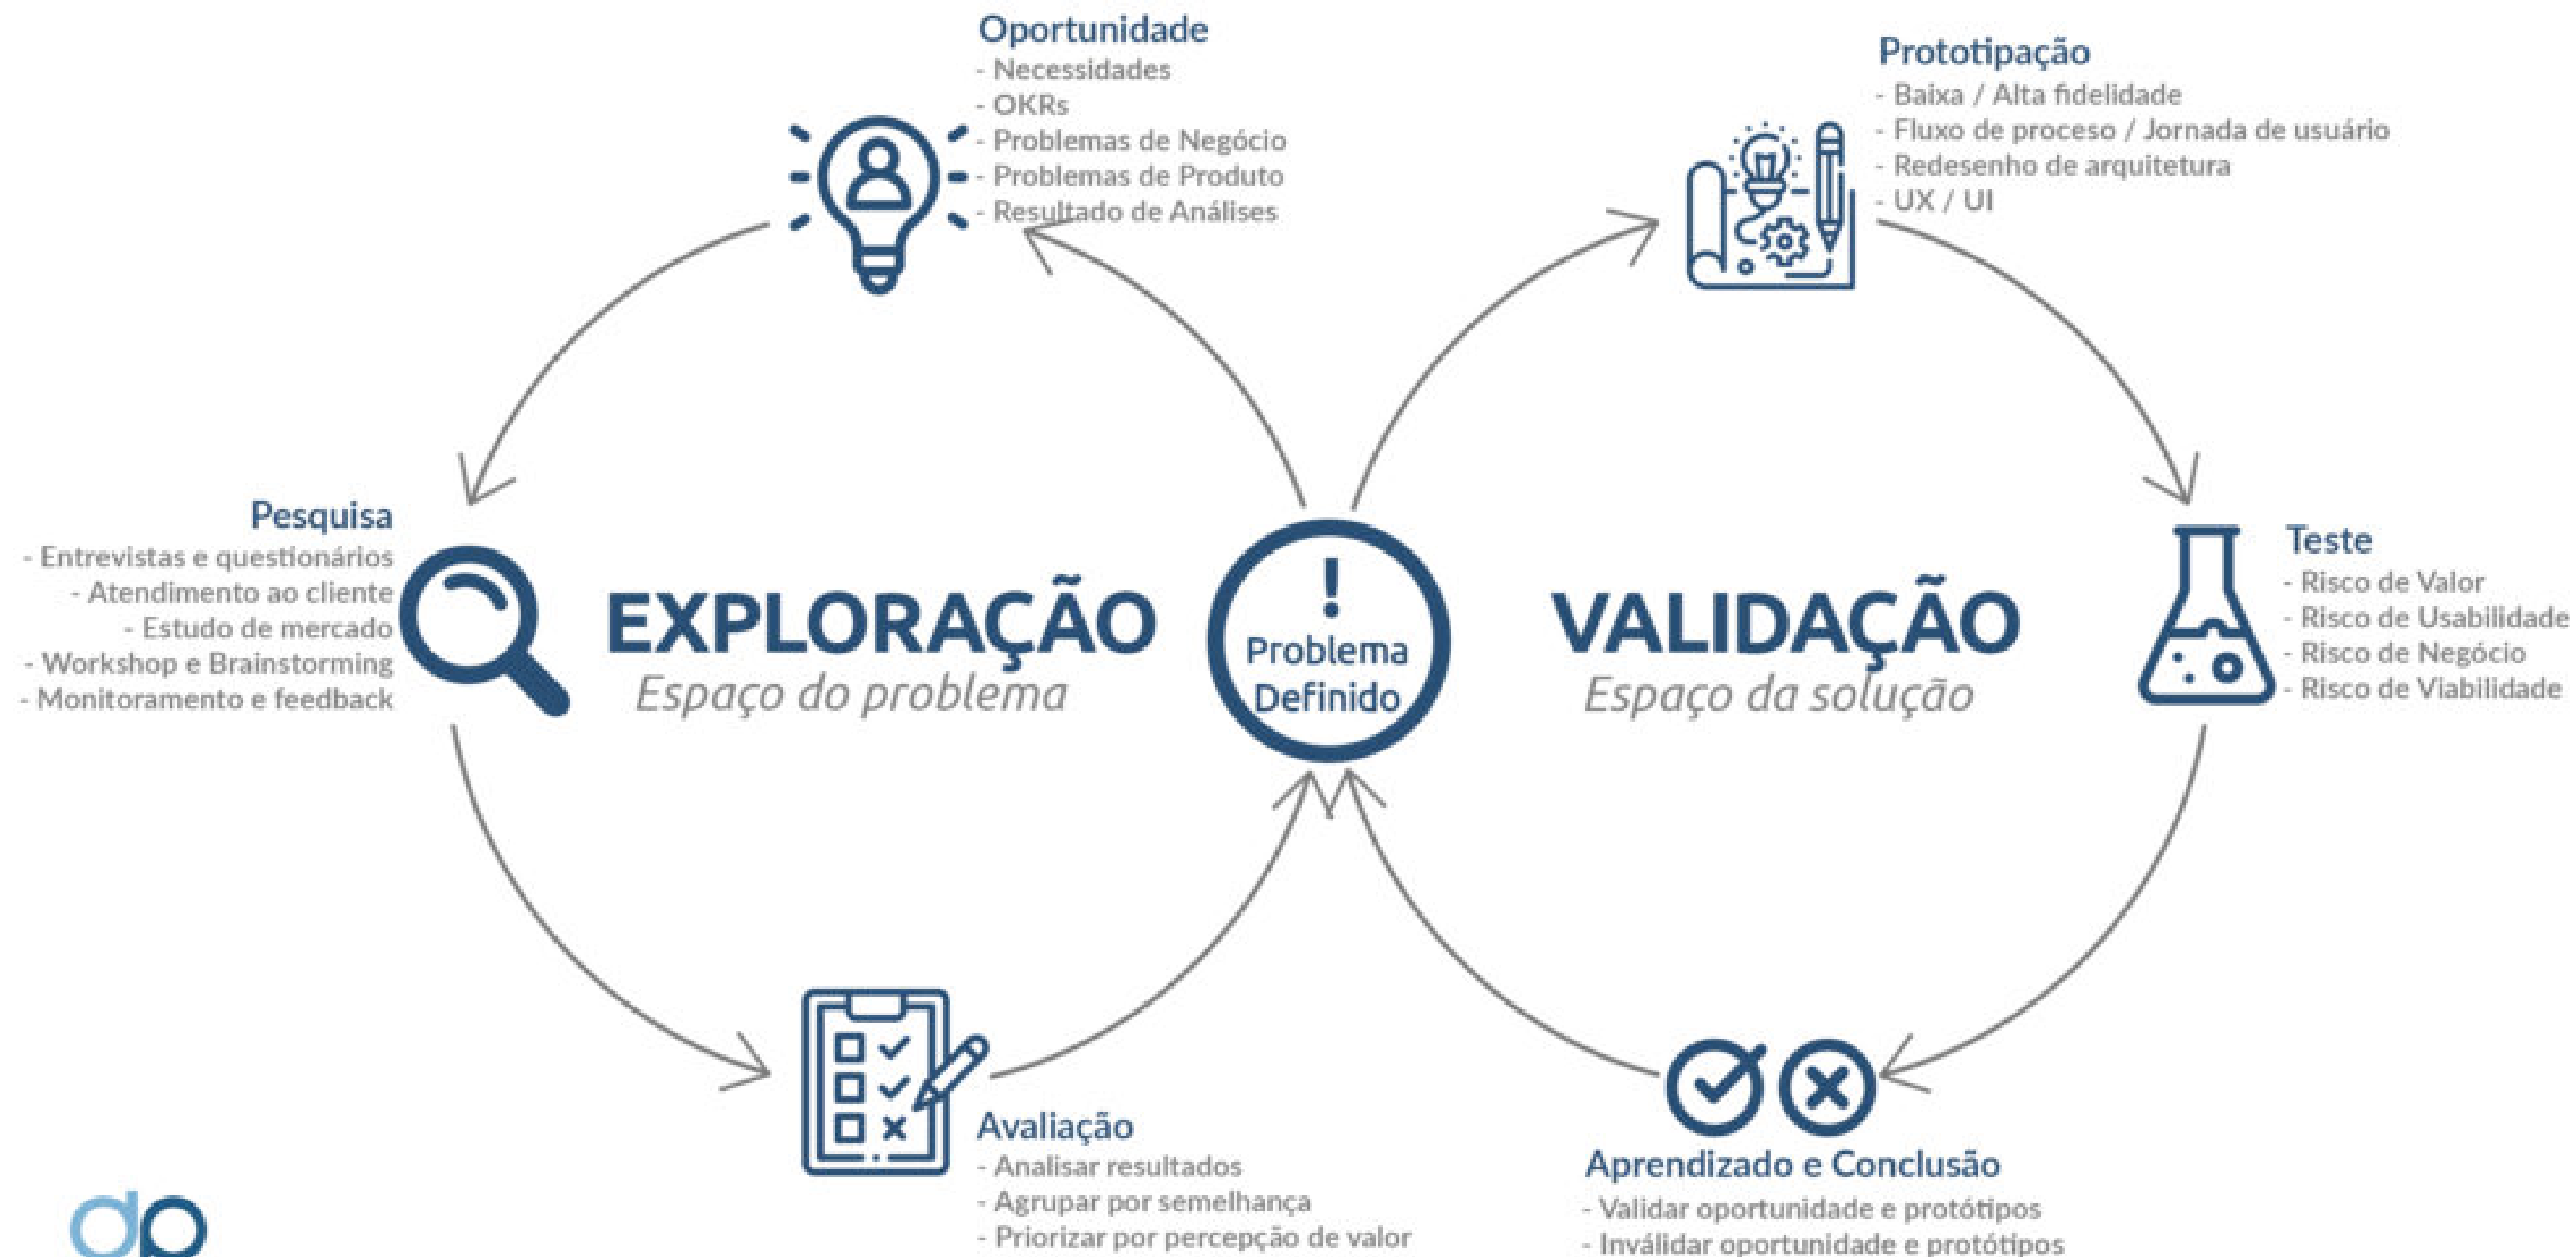 Oportunidade
- Necessidades
- OKRs
- Problemas de Negócio
- Problemas de Produto
- Resultado de Análises
Prototipação
- Baixa / Alta fidelidade
- Fluxo de processo / Jornada de usuário
- Redesenho de arquitetura
- UX / UI
Pesquisa
- Entrevistas e questionários
- Atendimento ao cliente
- Estudo de mercado
- Workshop e Brainstorming
- Monitoramento e feedback
EXPLORAÇÃO
Espaço do problema
!
Problema
Definido
VALIDAÇÃO
Espaço da solução
Teste
- Risco de Valor
- Risco de Usabilidade
- Risco de Negócio
- Risco de Viabilidade
Avaliação
- Analisar resultados
- Agrupar por semelhança
- Priorizar por percepção de valor
Aprendizado e Conclusão
- Validar oportunidade e protótipos
- Inválidar oportunidade e protótipos
dp